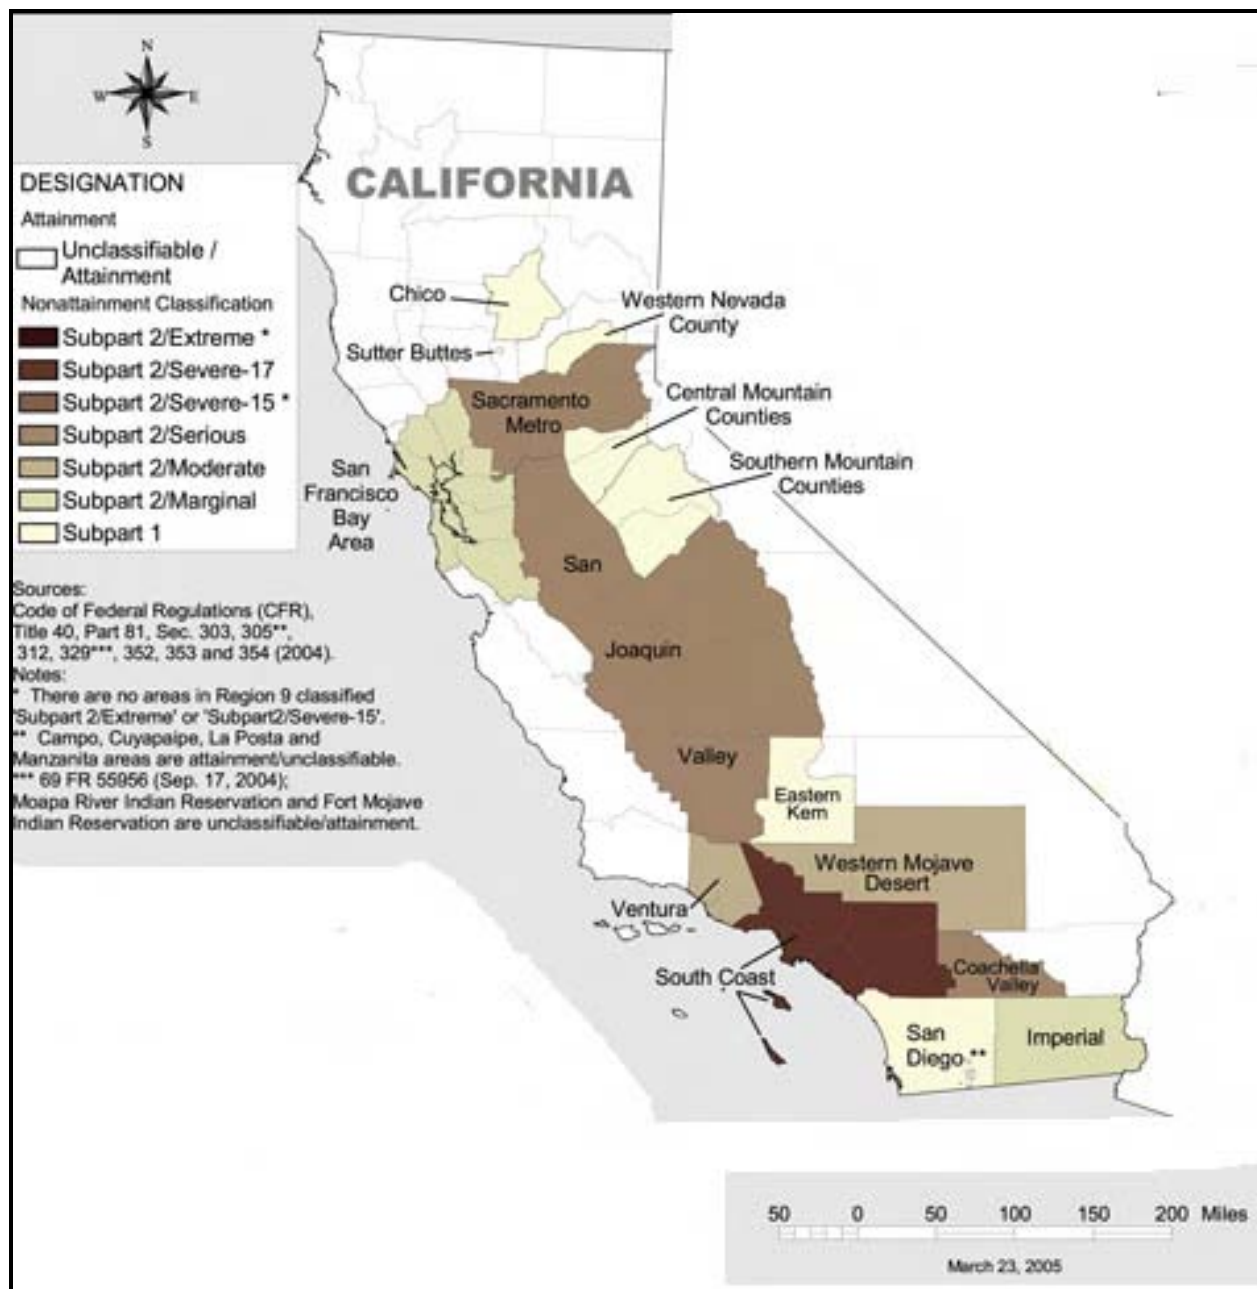 N
W E
S
DESIGNATION
Attainment
Unclassifiable /
Attainment
Nonattainment Classification
Subpart 2/Extreme *
Subpart 2/Severe-17
Subpart 2/Severe-15 *
Subpart 2/Serious
Subpart 2/Moderate
Subpart 2/Marginal
Subpart 1
Sources:
Code of Federal Regulations (CFR),
Title 40, Part 81, Sec. 303, 305**,
312, 329***, 352, 353 and 354 (2004).
Notes:
* There are no areas in Region 9 classified
'Subpart 2/Extreme' or 'Subpart2/Severe-15'.
** Campo, Cuyapaipe, La Posta and
Manzanita areas are attainment/unclassifiable.
*** 69 FR 55956 (Sep. 17, 2004);
Moapa River Indian Reservation and Fort Mojave
Indian Reservation are unclassifiable/attainment.
CALIFORNIA
Chico
Western Nevada
County
Sutter Buttes
Sacramento
Metro
Central Mountain
Counties
Southern Mountain
Counties
San
Francisco
Bay
Area
San
Joaquin
Valley
Eastern
Kern
Western Mojave
Desert
Ventura
South Coast
Coachella
Valley
San
Diego **
Imperial
50 0 50 100 150 200 Miles
March 23, 2005